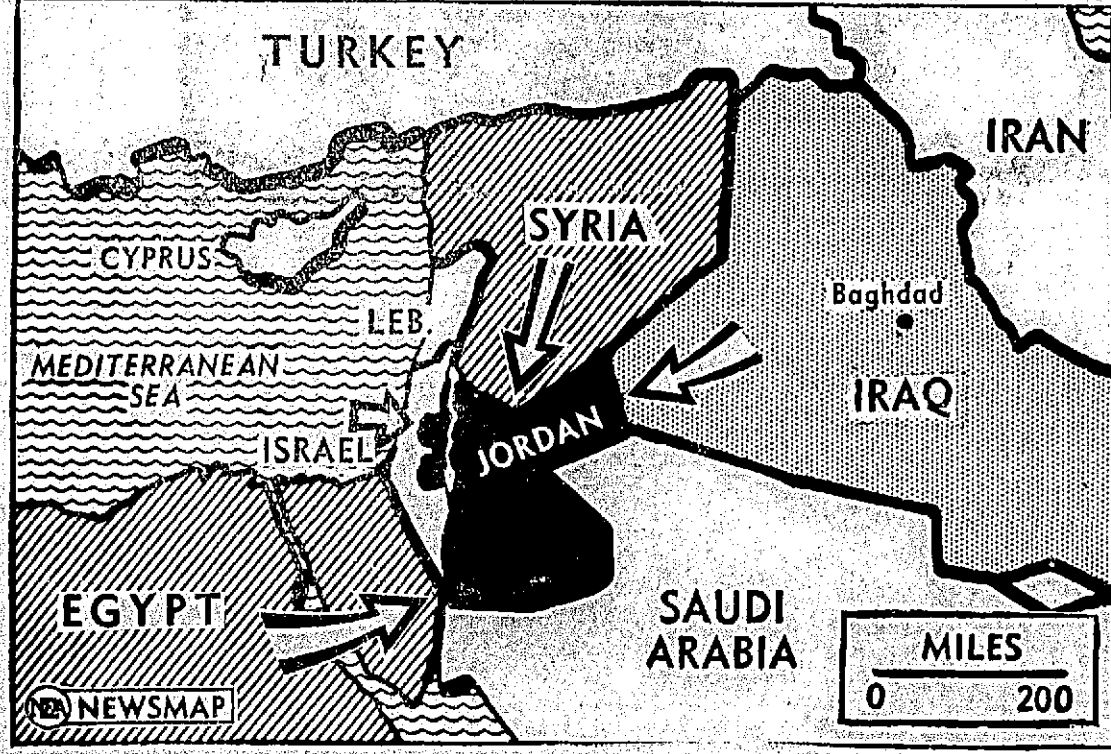 TURKEY
IRAN
SYRIA
CYPRUS
Baghdad
LEB.
MEDITERRANEAN
SEA
IRAQ
ISRAEL
JORDAN
EGYPT
SAUDI
ARABIA
MILES
0 200
NEA NEWSMAP